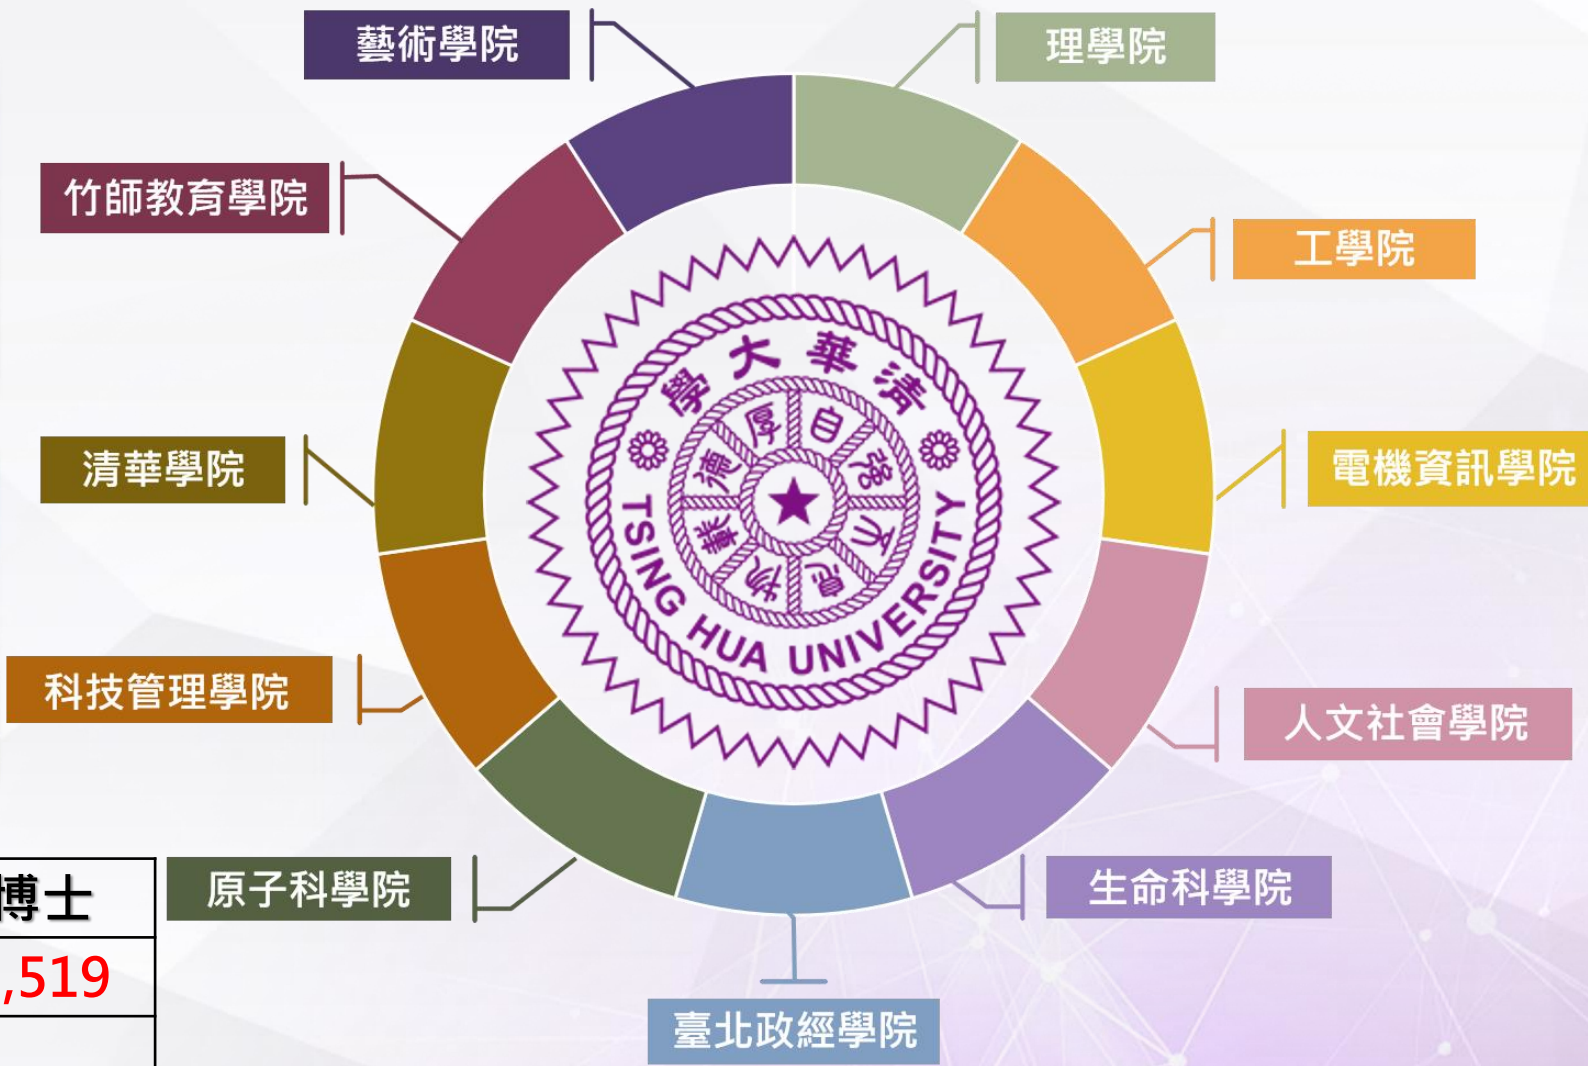 藝術學院
理學院
竹師教育學院
工學院
清華學院
電機資訊學院
科技管理學院
人文社會學院
原子科學院
生命科學院
臺北政經學院
清華大學
TSING HUA UNIVERSITY
自強不息
厚德載物
博士
,519